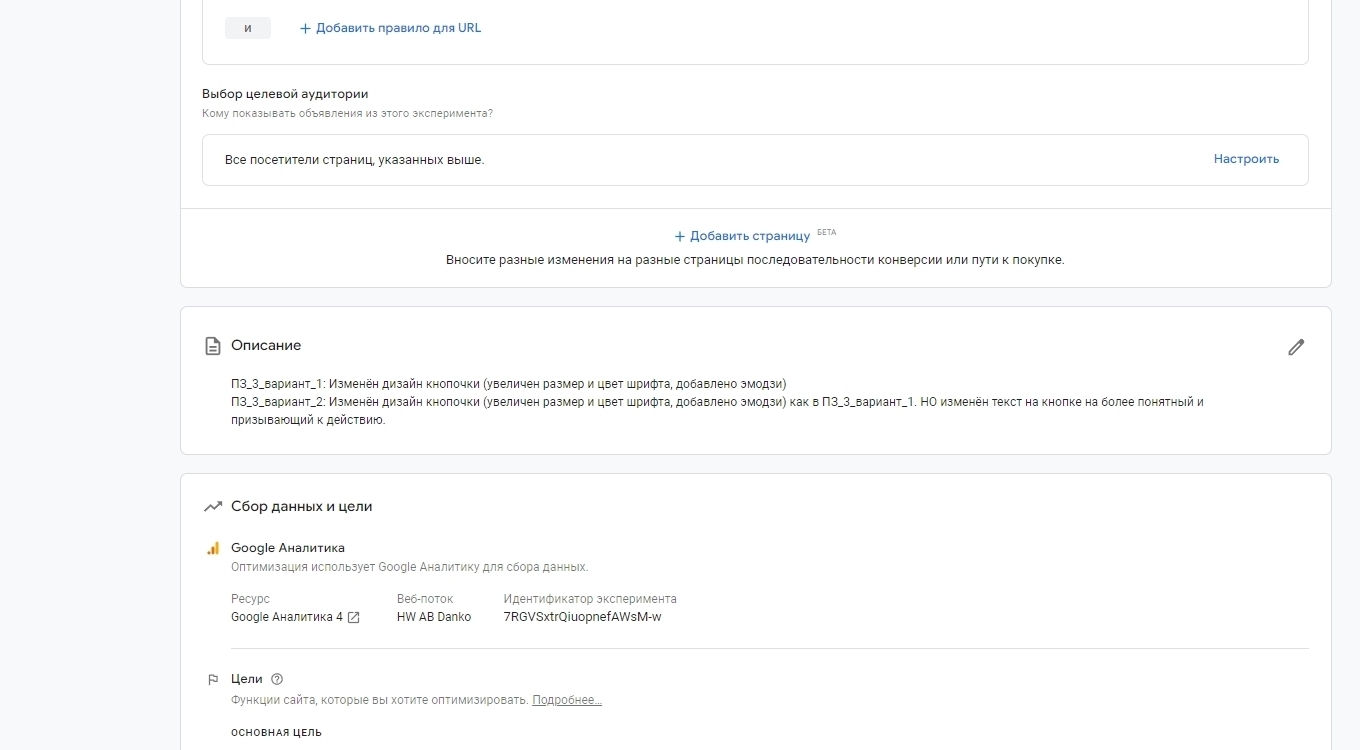 и
+ Добавить правило для URL
Выбор целевой аудитории
Кому показывать объявления из этого эксперимента?
Все посетители страниц, указанных выше.
Настроить
+ Добавить страницу БЕТА
Вносите разные изменения на разные страницы последовательности конверсии или пути к покупке.
Описание
ПЗ_3_вариант_1: Изменён дизайн кнопочки (увеличен размер и цвет шрифта, добавлено эмодзи)
ПЗ_3_вариант_2: Изменён дизайн кнопочки (увеличен размер и цвет шрифта, добавлено эмодзи) как в ПЗ_3_вариант_1. НО изменён текст на кнопке на более понятный и
призывающий к действию.
Сбор данных и цели
Google Аналитика
Оптимизация использует Google Аналитику для сбора данных.
Ресурс Веб-поток Идентификатор эксперимента
Google Аналитика 4 HW AB Danko 7RGVSxtrQiuopnefAWsM-w
Цели
Функции сайта, которые вы хотите оптимизировать. Подробнее...
ОСНОВНАЯ ЦЕЛЬ